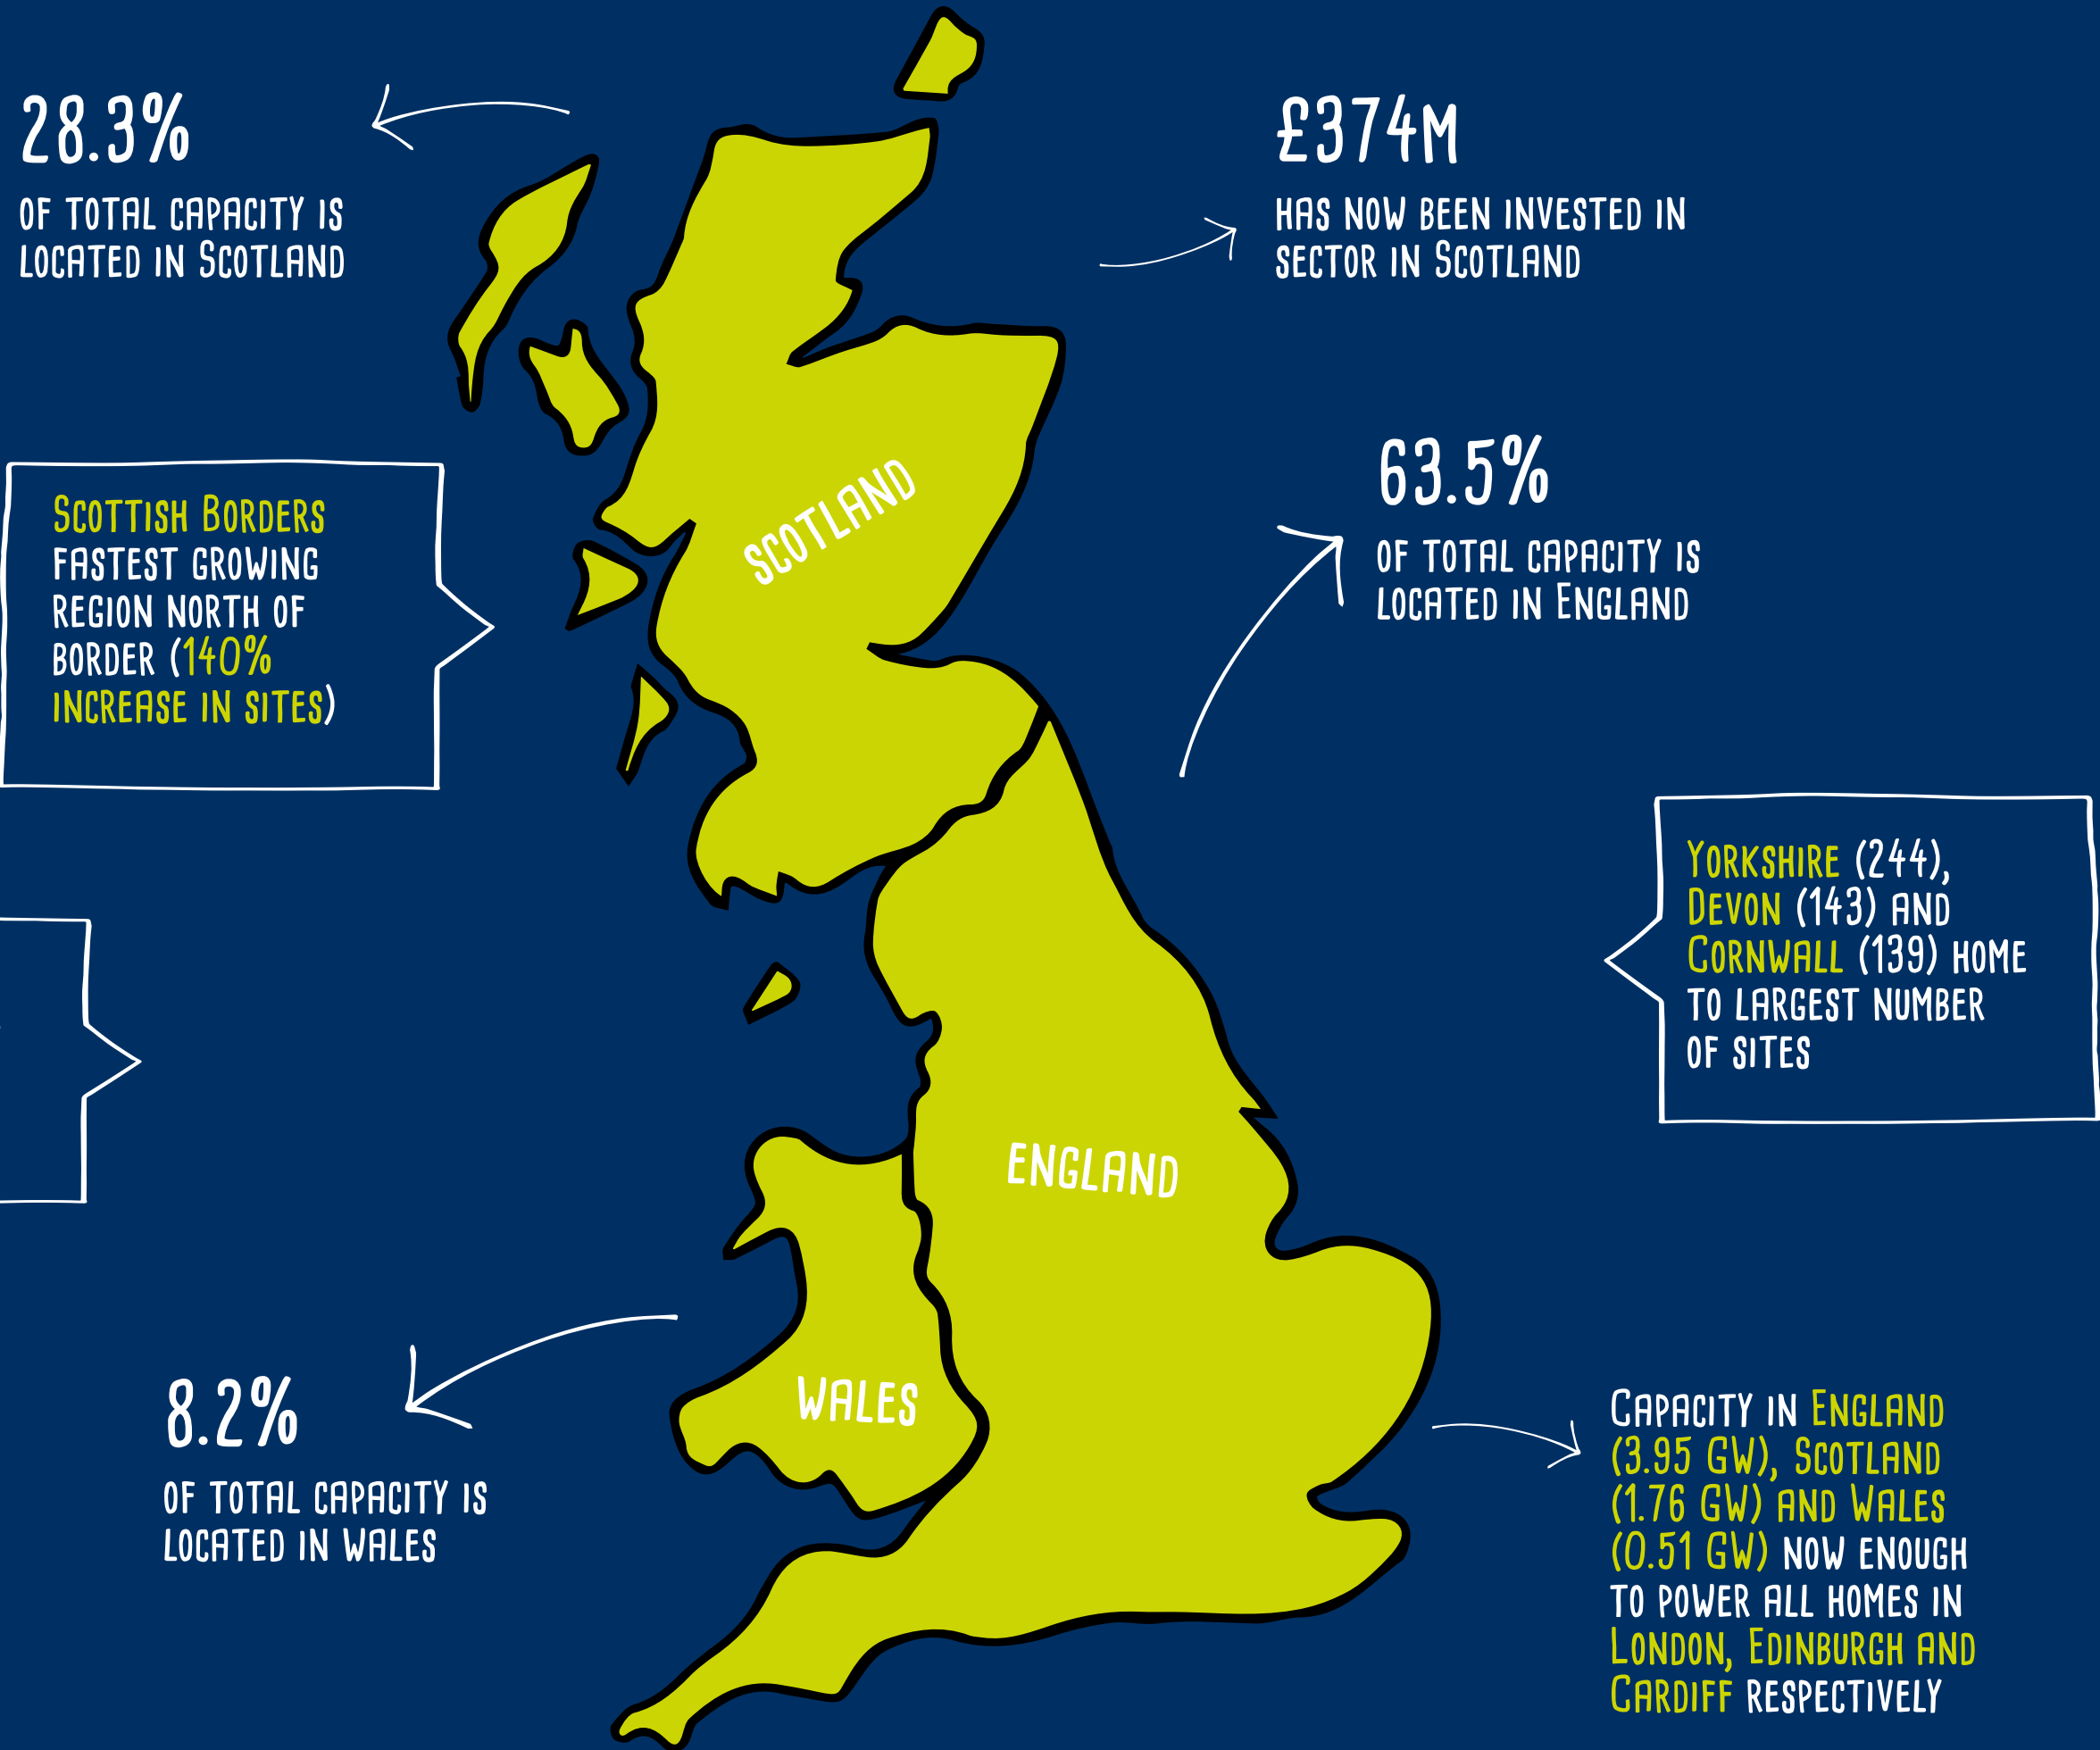 28.3%
of total capacity is
located in Scotland
£374m
has now been invested in
sector in Scotland
63.5%
of total capacity is
located in England
Scottish Borders
fastest growing
region north of
border (140%
increase in sites)
Scotland
Yorkshire (244),
Devon (143) and
Cornwall (139) home
to largest number
of sites
England
Wales
8.2%
of total capacity is
located in Wales
Capacity in England
(3.95 GW), Scotland
(1.76 GW) and Wales
(0.51 GW) now enough
to power all homes in
London, Edinburgh and
Cardiff respectively